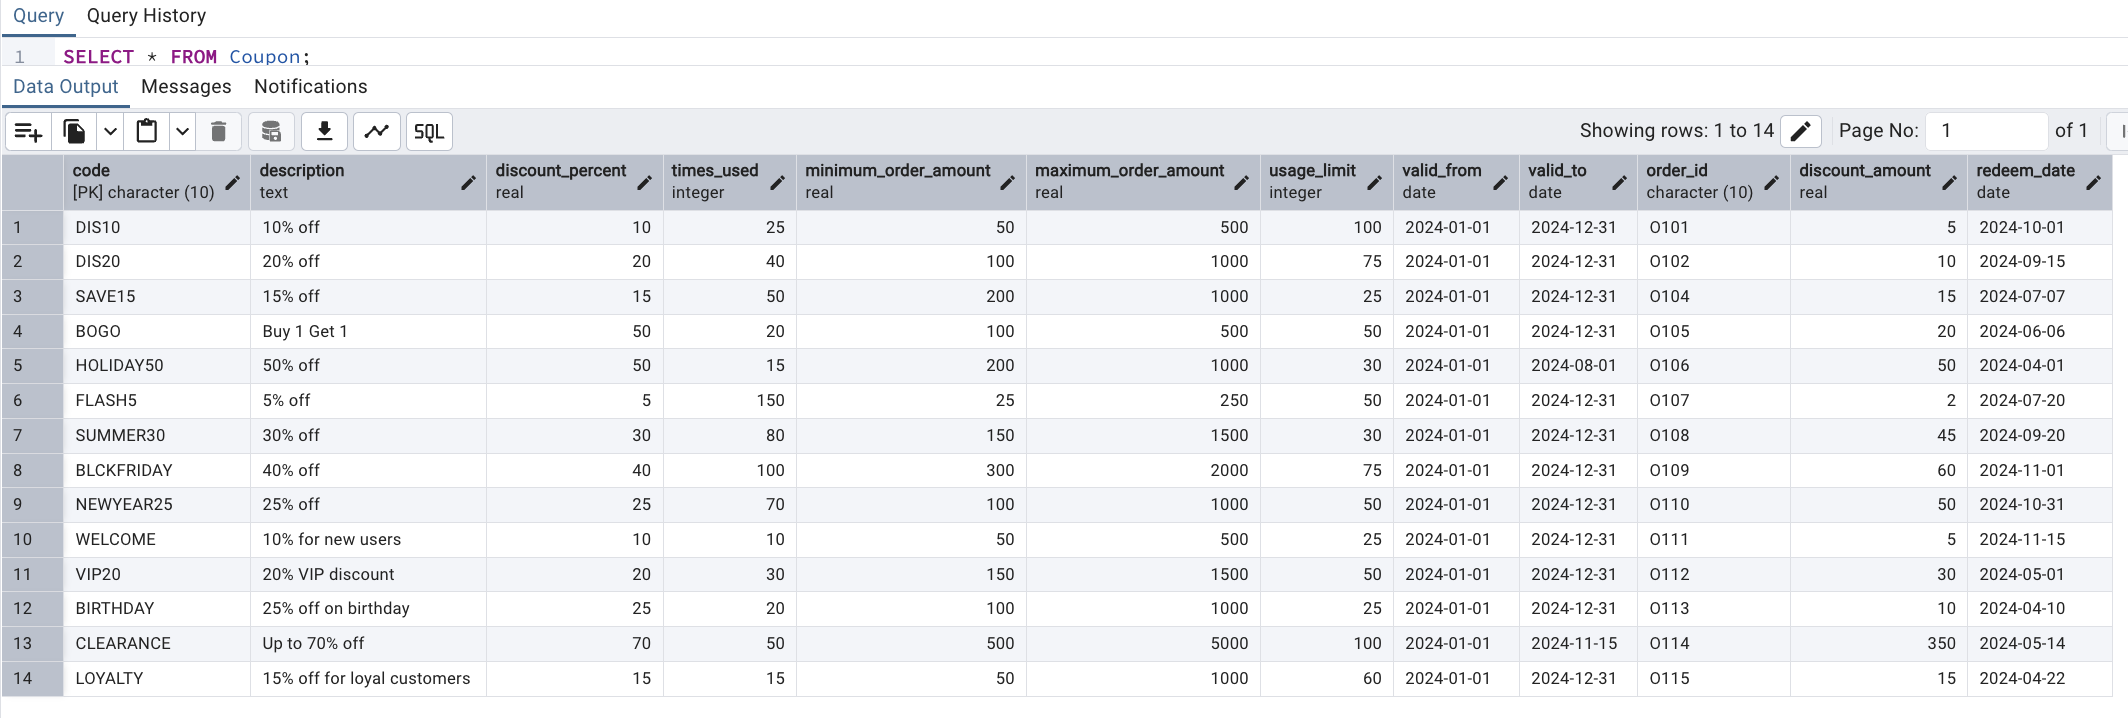 Query Query History
1 SELECT * FROM Coupon;
Data Output Messages Notifications
SQL Showing rows: 1 to 14 Page No: 1 of 1
code description discount_percent times_used minimum_order_amount maximum_order_amount usage_limit valid_from valid_to order_id discount_amount redeem_date
[PK] character (10) text real integer real real integer date date character (10) real date
1 DIS10 10% off 10 25 50 500 100 2024-01-01 2024-12-31 O101 5 2024-10-01
2 DIS20 20% off 20 40 100 1000 75 2024-01-01 2024-12-31 O102 10 2024-09-15
3 SAVE15 15% off 15 50 200 1000 25 2024-01-01 2024-12-31 O104 15 2024-07-07
4 BOGO Buy 1 Get 1 50 20 100 500 50 2024-01-01 2024-12-31 O105 20 2024-06-06
5 HOLIDAY50 50% off 50 15 200 1000 30 2024-01-01 2024-08-01 O106 50 2024-04-01
6 FLASH5 5% off 5 150 25 250 50 2024-01-01 2024-12-31 O107 2 2024-07-20
7 SUMMER30 30% off 30 80 150 1500 30 2024-01-01 2024-12-31 O108 45 2024-09-20
8 BLCKFRIDAY 40% off 40 100 300 2000 75 2024-01-01 2024-12-31 O109 60 2024-11-01
9 NEWYEAR25 25% off 25 70 100 1000 50 2024-01-01 2024-12-31 O110 50 2024-10-31
10 WELCOME 10% for new users 10 10 50 500 25 2024-01-01 2024-12-31 O111 5 2024-11-15
11 VIP20 20% VIP discount 20 30 150 1500 50 2024-01-01 2024-12-31 O112 30 2024-05-01
12 BIRTHDAY 25% off on birthday 25 20 100 1000 25 2024-01-01 2024-12-31 O113 10 2024-04-10
13 CLEARANCE Up to 70% off 70 50 500 5000 100 2024-01-01 2024-11-15 O114 350 2024-05-14
14 LOYALTY 15% off for loyal customers 15 15 50 1000 60 2024-01-01 2024-12-31 O115 15 2024-04-22